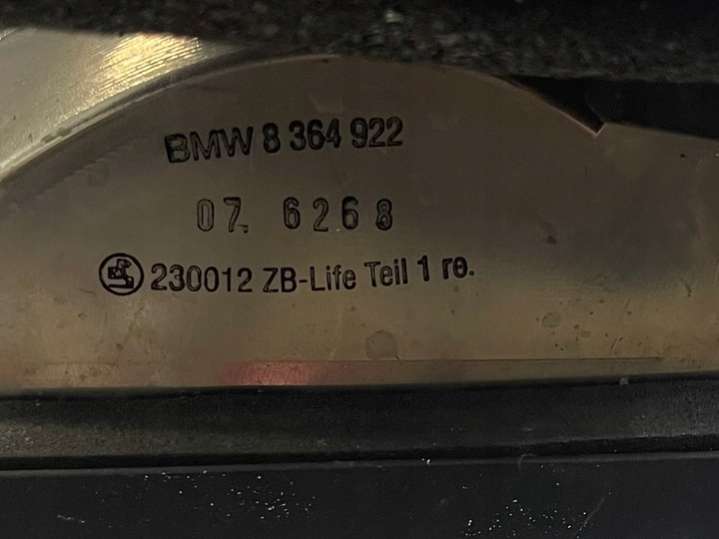 BMW 8 364 922
07. 6268
230012 ZB-Life Teil 1 re.